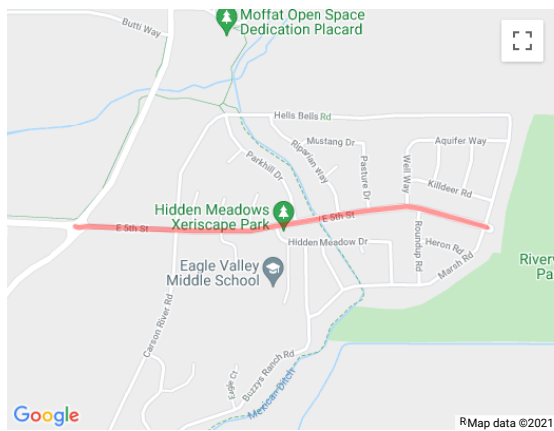 Butti Way
Moffat Open Space
Dedication Placard
Hells Bells Rd
Mustang Dr
Aquifer Way
Riparian Way
Parkhill Dr
Pasture Dr
Well Way
Killdeer Rd
Hidden Meadows
Xeriscape Park
E 5th St
E 5th St
Hidden Meadow Dr
Roundup Rd
Heron Rd
Marsh Rd
Eagle Valley
Middle School
Riverv
Pa
Carson River Rd
Eagle Ct
Buzzys Ranch Rd
Mexican Ditch
Google
Map data ©2021